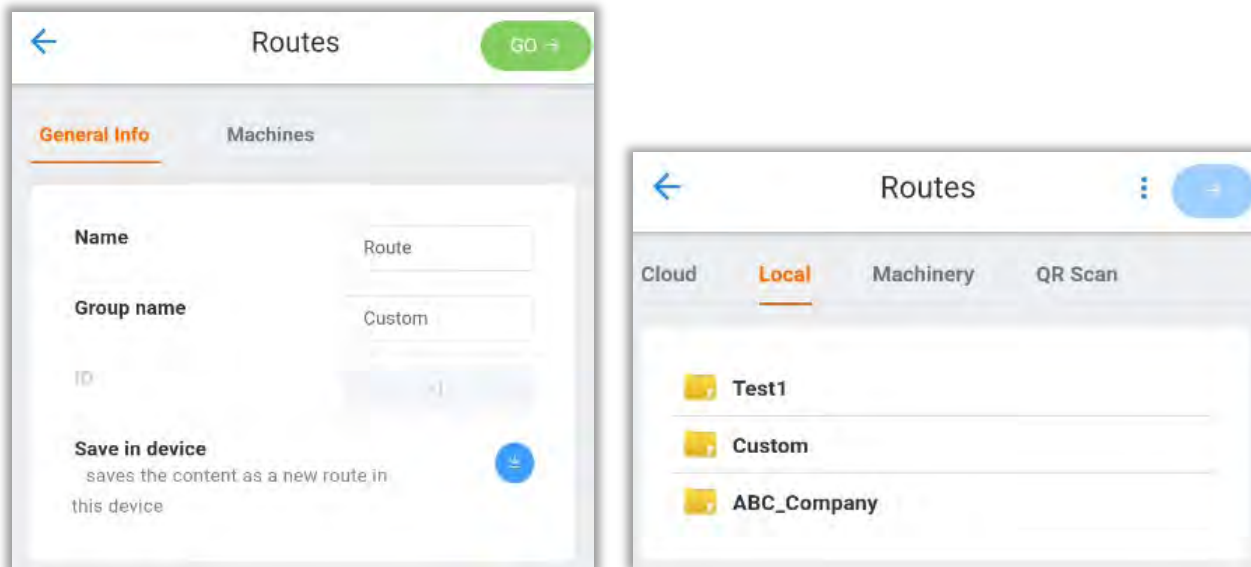 Routes
GO →
General Info Machines
Name Route
Group name Custom
ID -1
Save in device
saves the content as a new route in
this device
Routes
Cloud Local Machinery QR Scan
Test1
Custom
ABC_Company